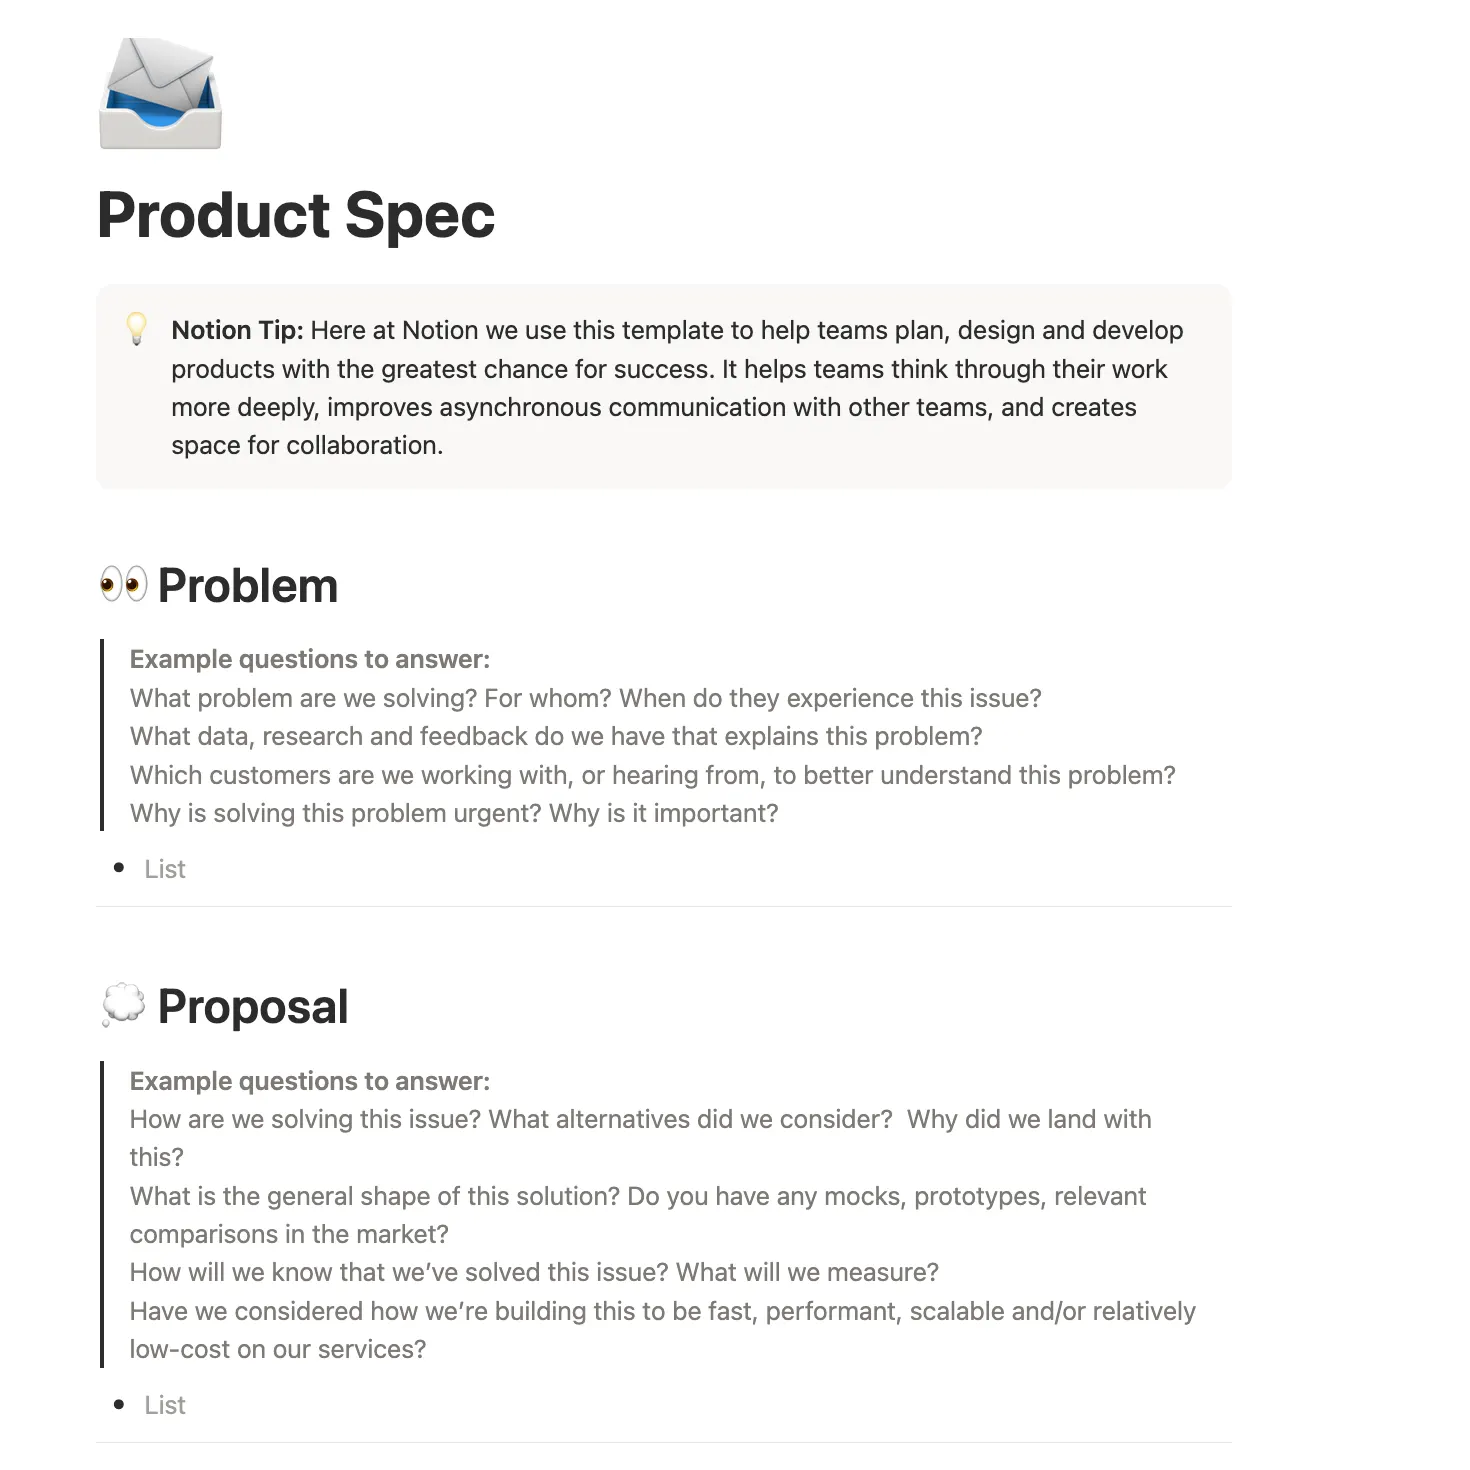 Product Spec
Notion Tip: Here at Notion we use this template to help teams plan, design and develop
products with the greatest chance for success. It helps teams think through their work
more deeply, improves asynchronous communication with other teams, and creates
space for collaboration.
Problem
Example questions to answer:
What problem are we solving? For whom? When do they experience this issue?
What data, research and feedback do we have that explains this problem?
Which customers are we working with, or hearing from, to better understand this problem?
Why is solving this problem urgent? Why is it important?
• List
Proposal
Example questions to answer:
How are we solving this issue? What alternatives did we consider?  Why did we land with
this?
What is the general shape of this solution? Do you have any mocks, prototypes, relevant
comparisons in the market?
How will we know that we’ve solved this issue? What will we measure?
Have we considered how we’re building this to be fast, performant, scalable and/or relatively
low-cost on our services?
• List